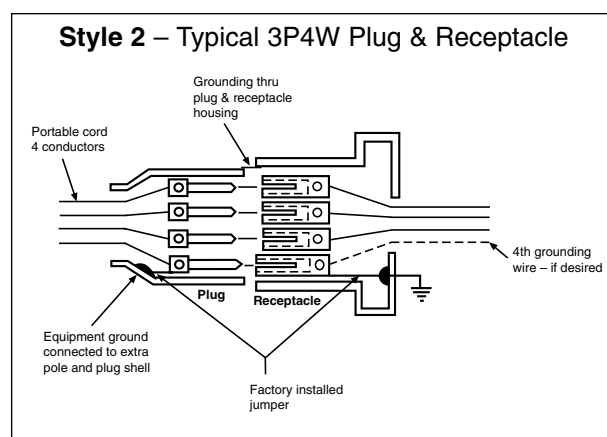 Style 2 – Typical 3P4W Plug & Receptacle
Grounding thru
plug & receptacle
housing
Portable cord
4 conductors
4th grounding
wire – if desired
Plug
Receptacle
Equipment ground
connected to extra
pole and plug shell
Factory installed
jumper